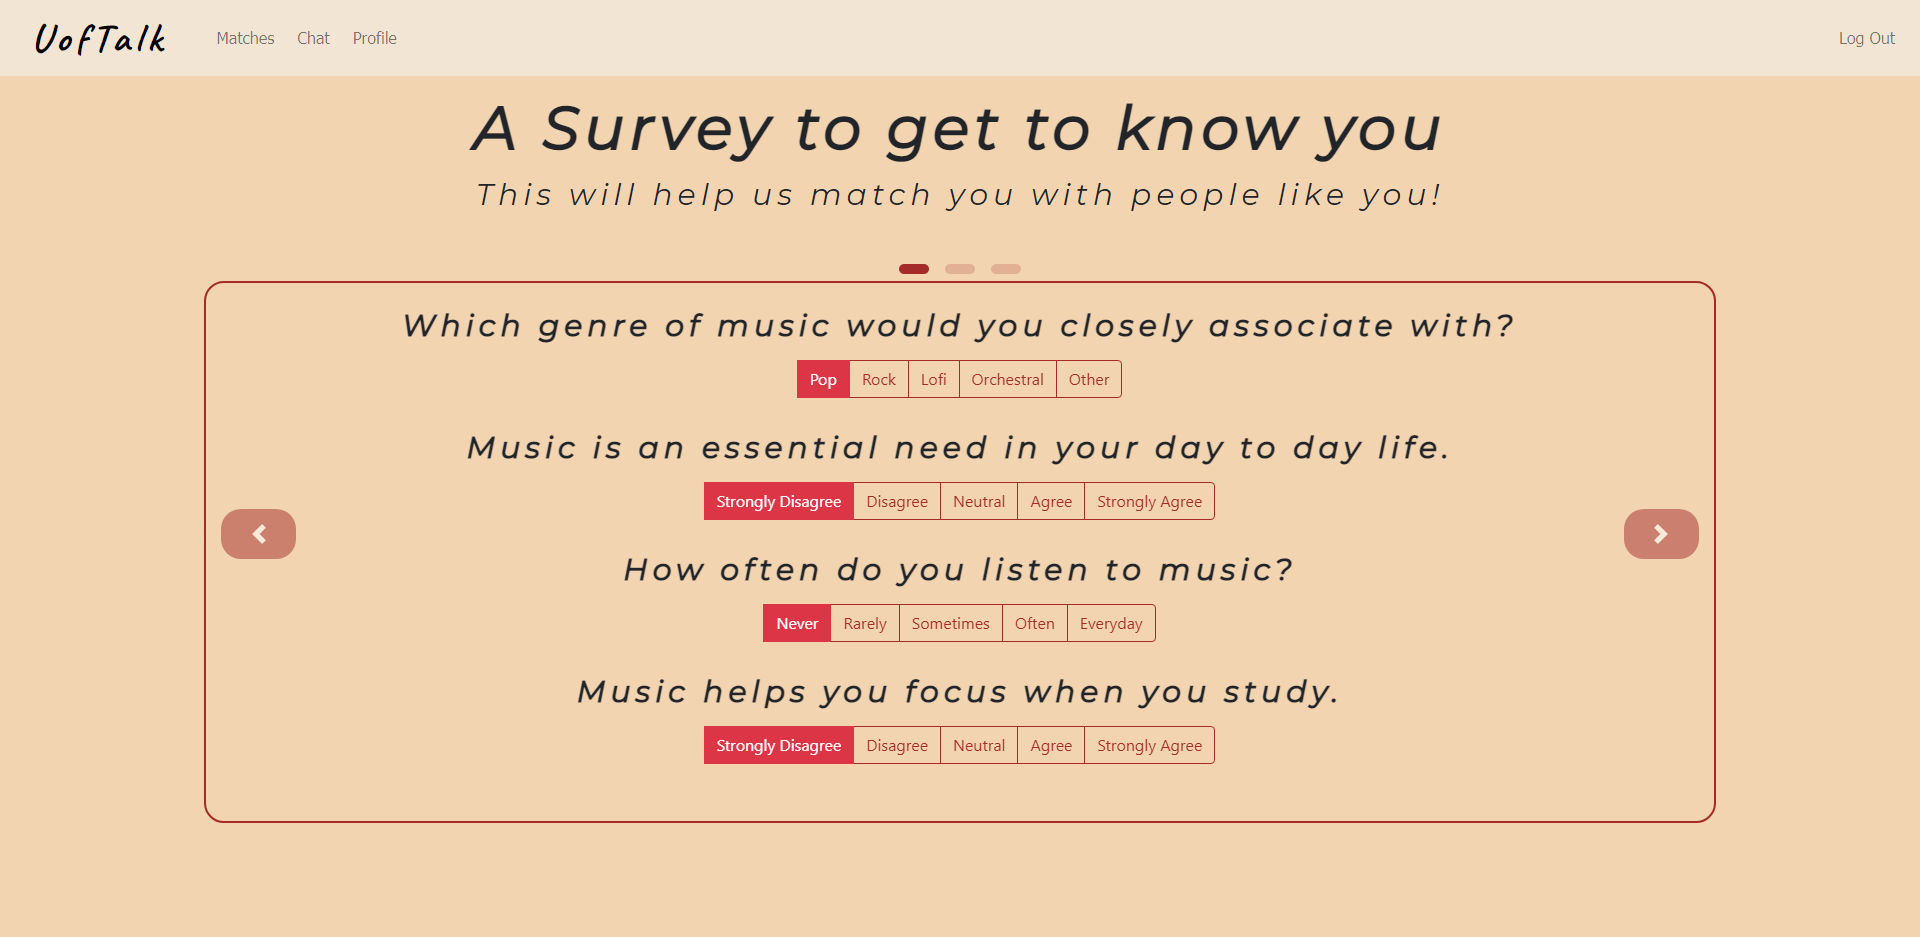 UofTalk Matches Chat Profile Log Out
A Survey to get to know you
This will help us match you with people like you!
Which genre of music would you closely associate with?
Pop Rock Lofi Orchestral Other
Music is an essential need in your day to day life.
Strongly Disagree Disagree Neutral Agree Strongly Agree
How often do you listen to music?
Never Rarely Sometimes Often Everyday
Music helps you focus when you study.
Strongly Disagree Disagree Neutral Agree Strongly Agree